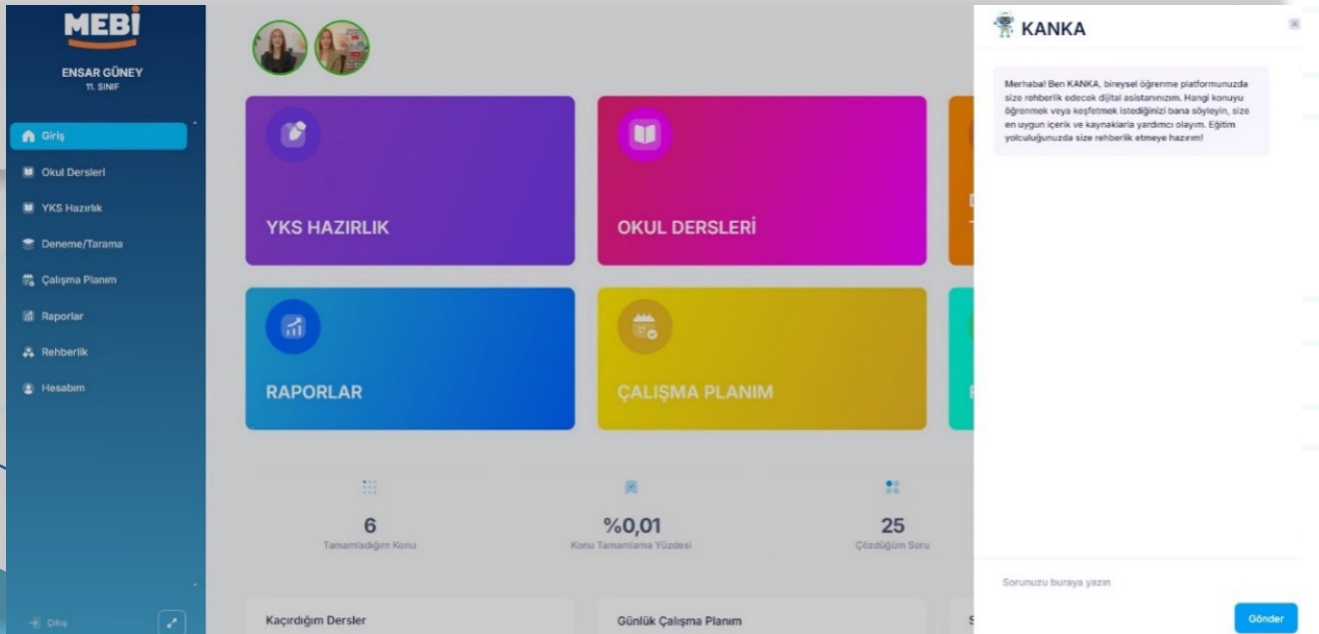 MEBİ
ENSAR GÜNEY
11. SINIF
Giriş
Okul Dersleri
YKS Hazırlık
Deneme/Tarama
Çalışma Planım
Raporlar
Rehberlik
Hesabım
Çıkış
YKS HAZIRLIK
OKUL DERSLERİ
RAPORLAR
ÇALIŞMA PLANIM
6
Tamamladığım Konu
%0,01
Konu Tamamlama Yüzdesi
25
Çözdüğüm Soru
Kaçırdığım Dersler
Günlük Çalışma Planım
KANKA
Merhaba! Ben KANKA, bireysel öğrenme platformunuzda
size rehberlik edecek dijital asistanınızım. Hangi konuyu
öğrenmek veya keşfetmek istediğinizi bana söyleyin, size
en uygun içerik ve kaynaklarla yardımcı olayım. Eğitim
yolculuğunuzda size rehberlik etmeye hazırım!
Sorunuzu buraya yazın
Gönder